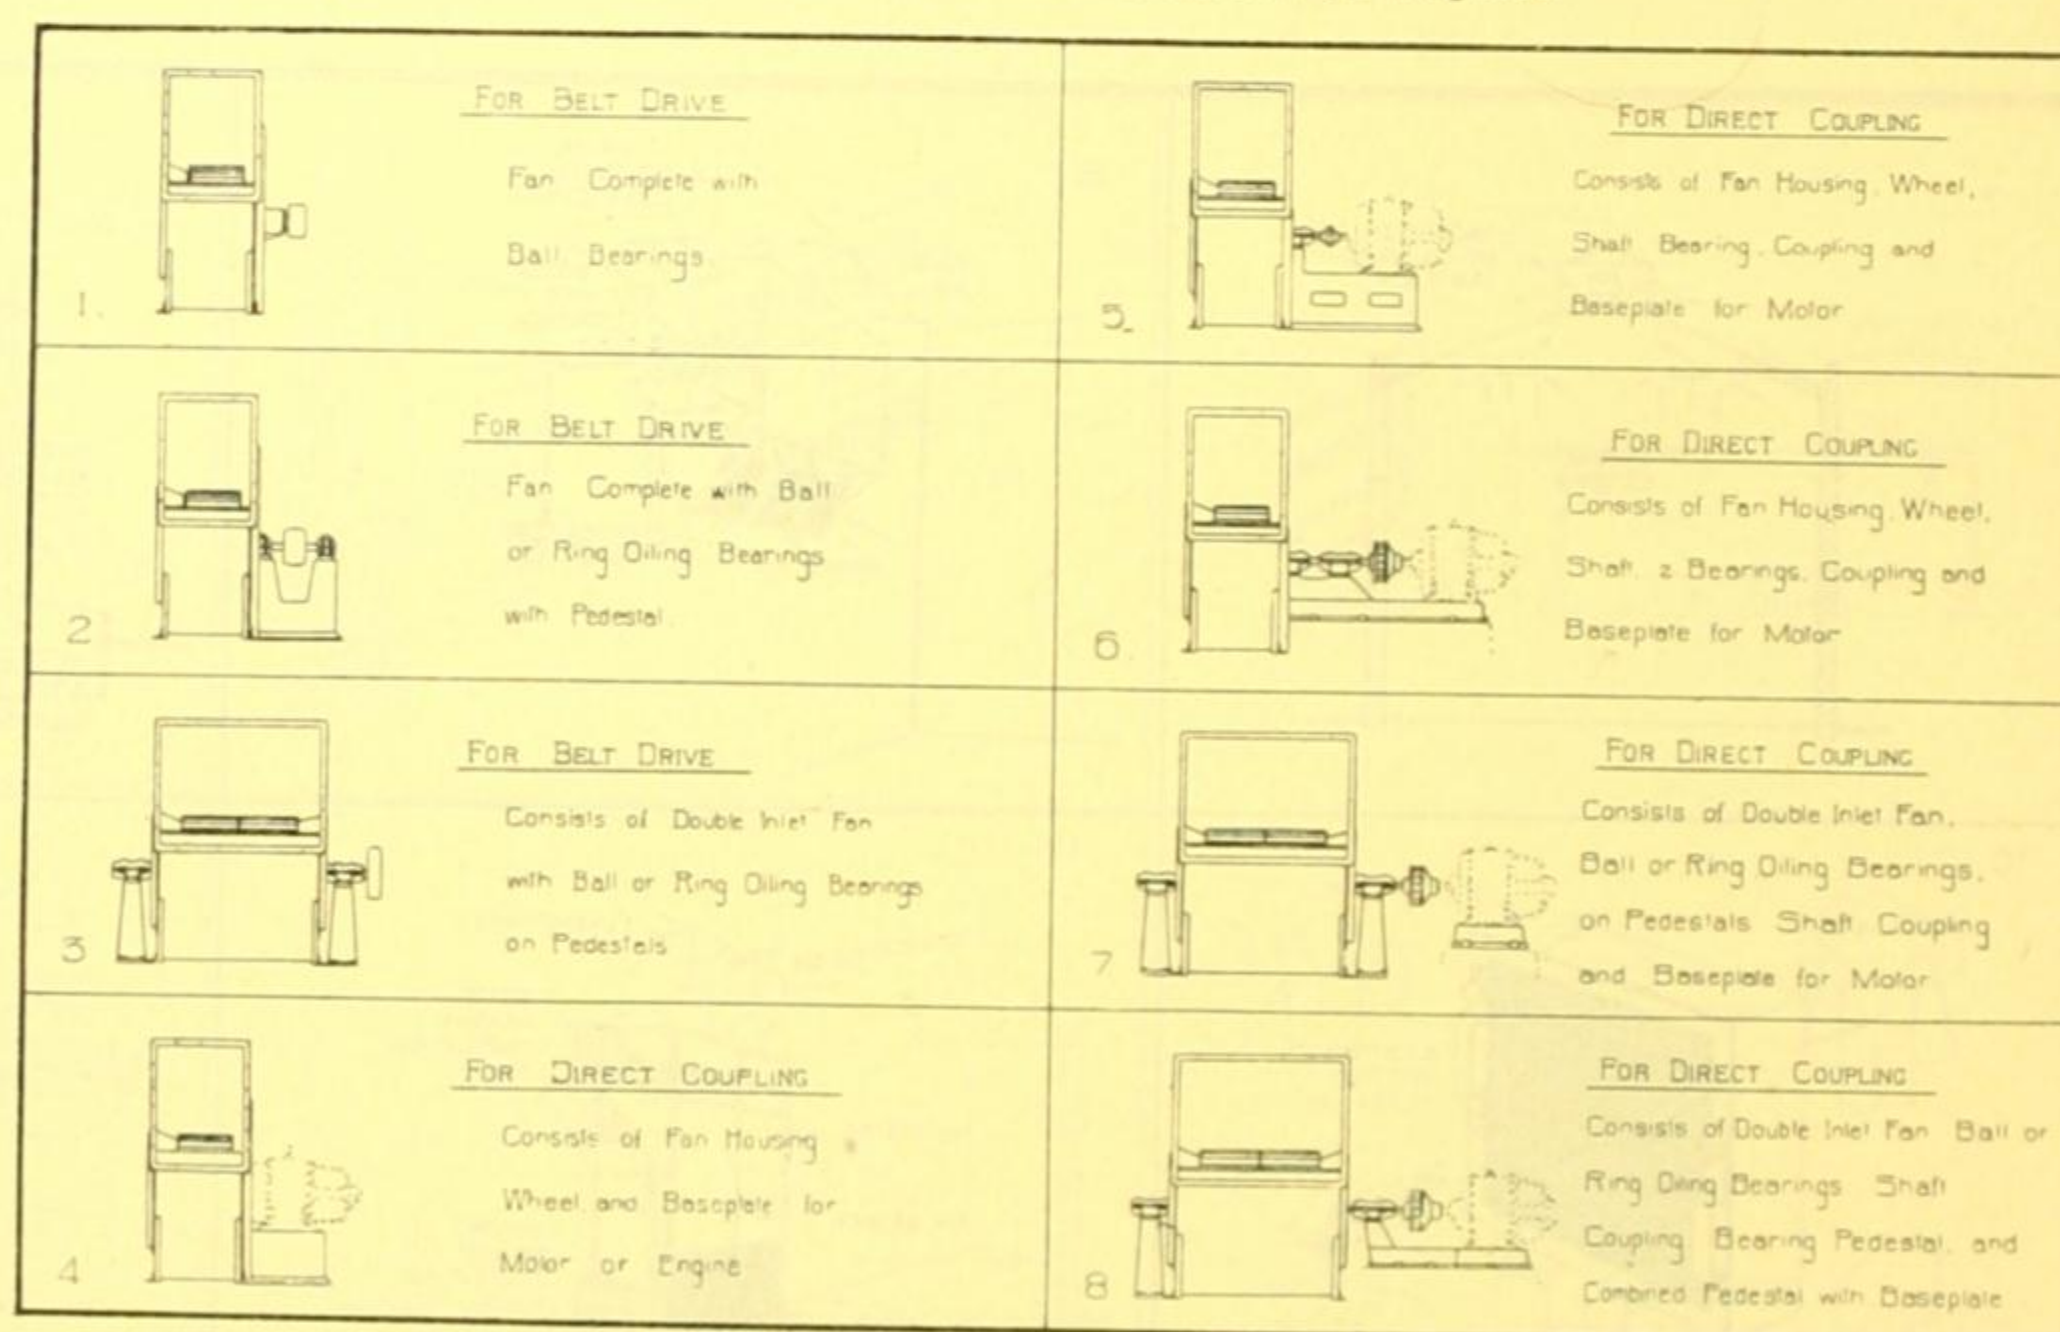 1.
FOR BELT DRIVE
Fan Complete with
Ball Bearings
2
FOR BELT DRIVE
Fan Complete with Ball
or Ring Oiling Bearings
with Pedestal.
3
FOR BELT DRIVE
Consists of Double Inlet Fan
with Ball or Ring Oiling Bearings
on Pedestals
4
FOR DIRECT COUPLING
Consists of Fan Housing
Wheel and Baseplate for
Motor or Engine
5.
FOR DIRECT COUPLING
Consists of Fan Housing, Wheel,
Shaft Bearing, Coupling and
Baseplate for Motor
6.
FOR DIRECT COUPLING
Consists of Fan Housing, Wheel,
Shaft, 2 Bearings, Coupling and
Baseplate for Motor
7
FOR DIRECT COUPLING
Consists of Double Inlet Fan,
Ball or Ring Oiling Bearings,
on Pedestals Shaft Coupling
and Baseplate for Motor
8
FOR DIRECT COUPLING
Consists of Double Inlet Fan Ball or
Ring Oiling Bearings Shaft
Coupling Bearing Pedestal, and
Combined Pedestal with Baseplate